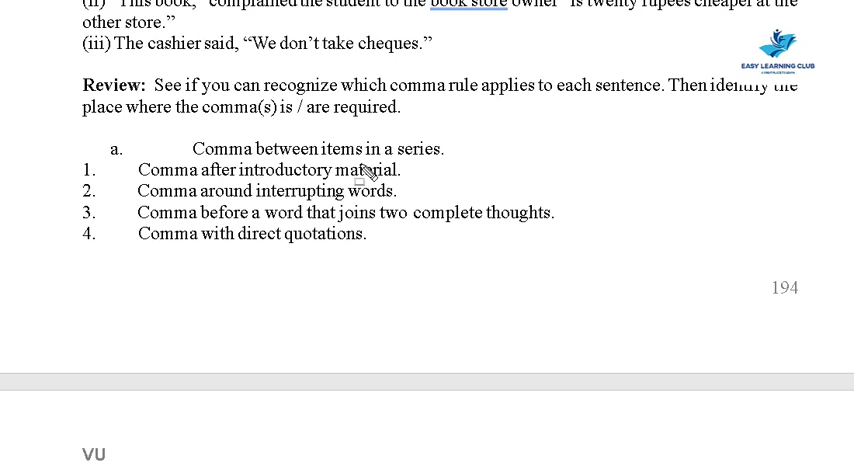 (ii) "This book," complained the student to the book store owner "is twenty rupees cheaper at the
other store."
(iii) The cashier said, "We don't take cheques."
EASY LEARNING CLUB
Review: See if you can recognize which comma rule applies to each sentence. Then identify the
place where the comma(s) is / are required.
a. Comma between items in a series.
1. Comma after introductory material.
2. Comma around interrupting words.
3. Comma before a word that joins two complete thoughts.
4. Comma with direct quotations.
194
VU